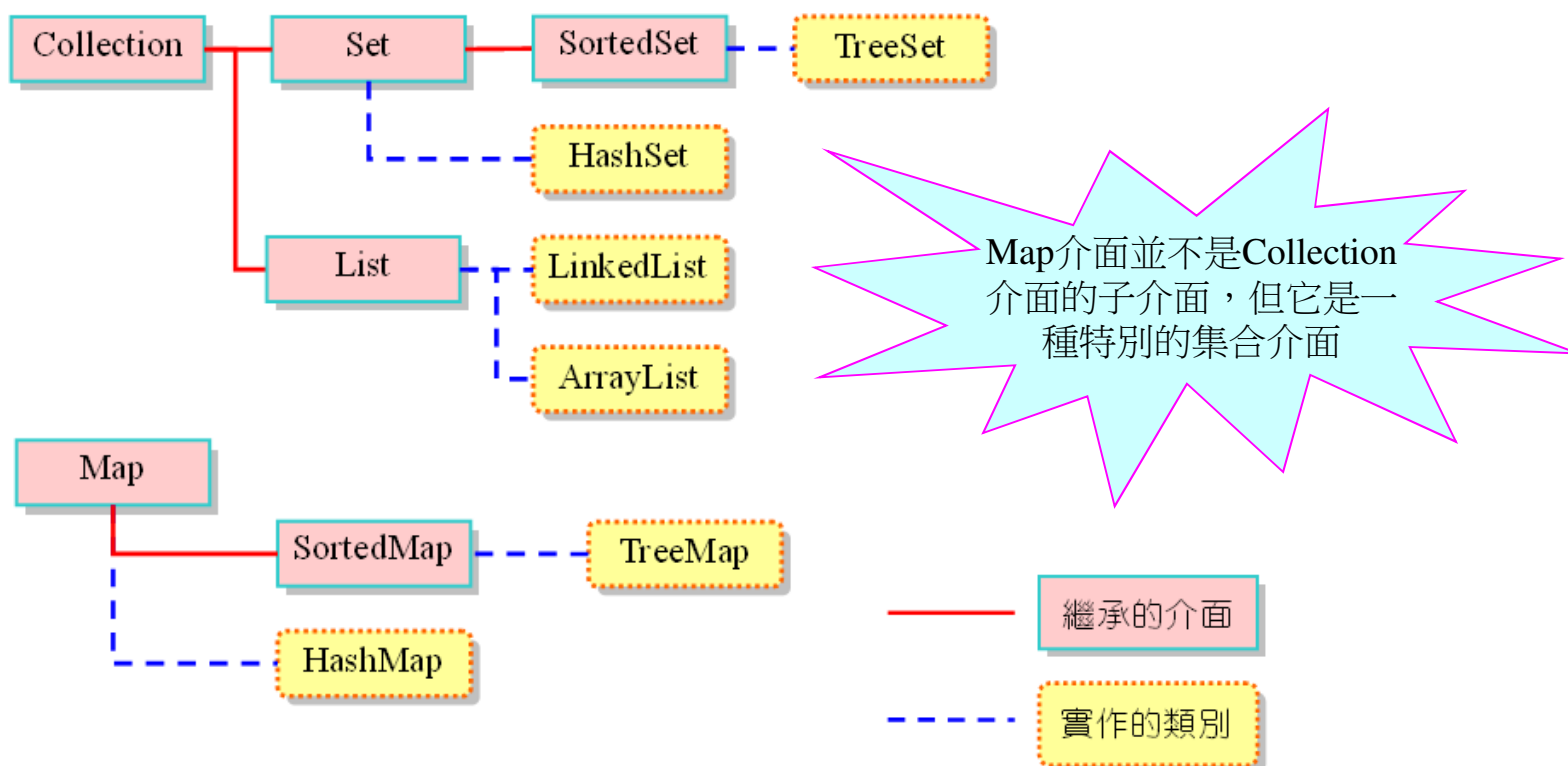 Collection
Set
SortedSet
TreeSet
HashSet
List
LinkedList
ArrayList
Map介面並不是Collection
介面的子介面，但它是一
種特別的集合介面
Map
SortedMap
TreeMap
HashMap
繼承的介面
實作的類別